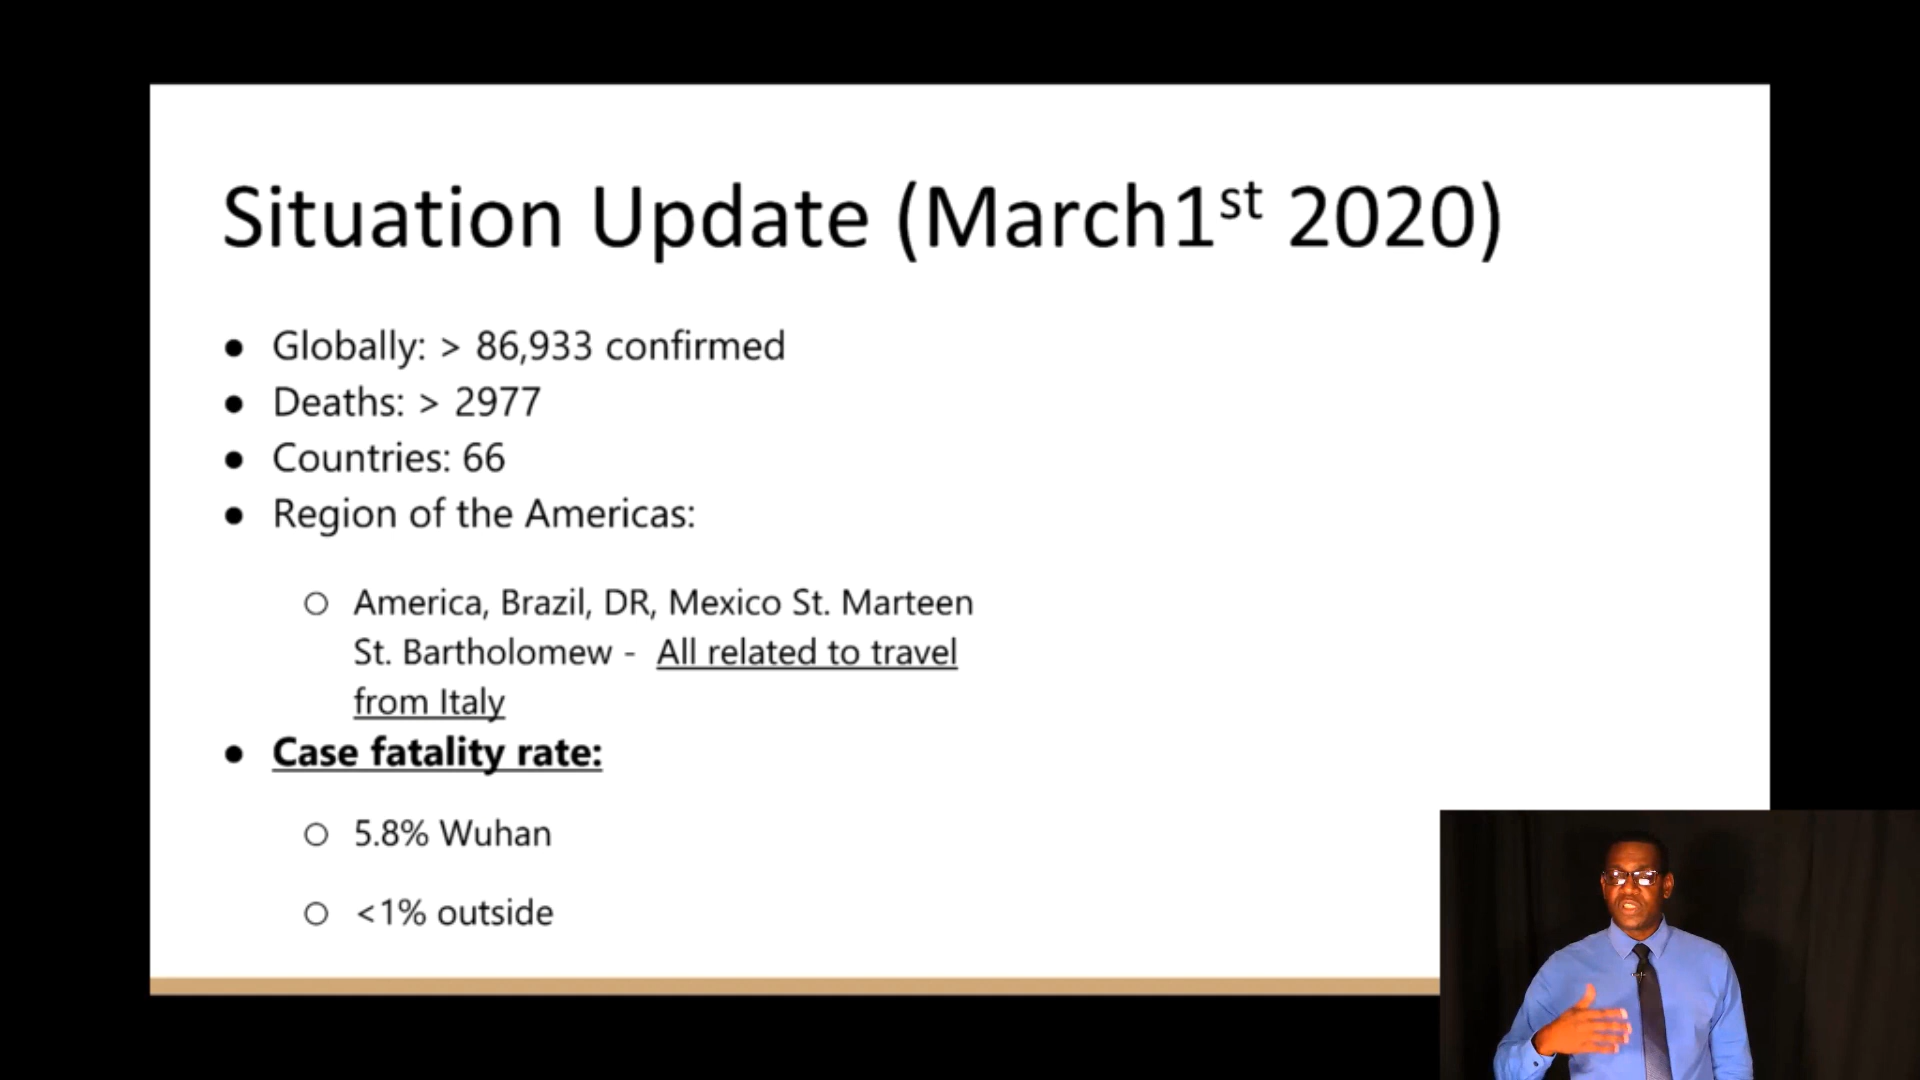 Situation Update (March1st 2020)
● Globally: > 86,933 confirmed
● Deaths: > 2977
● Countries: 66
● Region of the Americas:
○ America, Brazil, DR, Mexico St. Marteen
St. Bartholomew - All related to travel
from Italy
● Case fatality rate:
○ 5.8% Wuhan
○ <1% outside